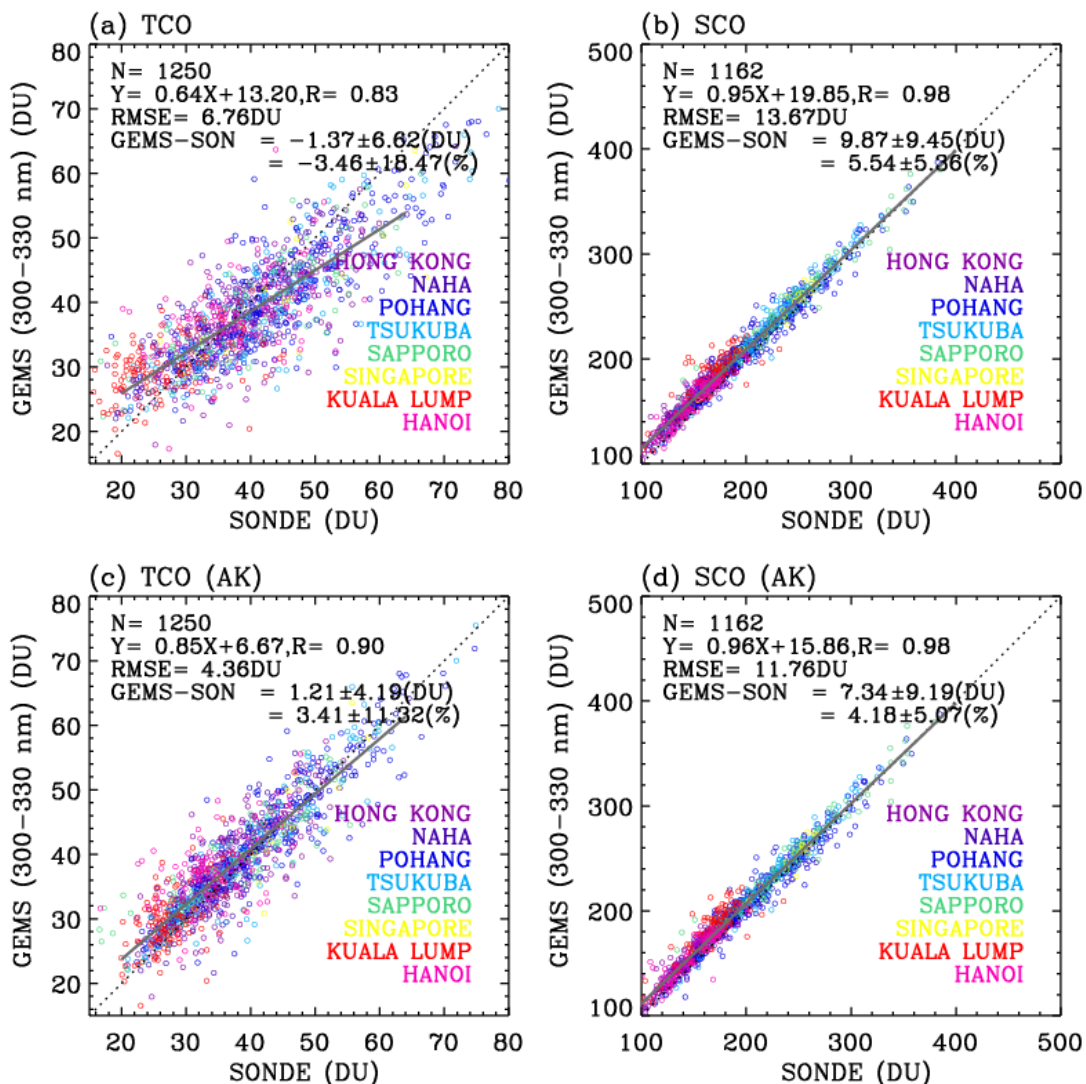 (a) TCO
80
70
60
50
40
30
20
GEMS (300-330 nm) (DU)
N= 1250
Y= 0.64X+13.20,R= 0.83
RMSE= 6.76DU
GEMS-SON = -1.37±6.62(DU)
= -3.46±18.47(%)
HONG KONG
NAHA
POHANG
TSUKUBA
SAPPORO
SINGAPORE
KUALA LUMP
HANOI
20 30 40 50 60 70 80
SONDE (DU)
(b) SCO
500
400
300
200
100
GEMS (300-330 nm) (DU)
N= 1162
Y= 0.95X+19.85,R= 0.98
RMSE= 13.67DU
GEMS-SON = 9.87±9.45(DU)
= 5.54±5.36(%)
HONG KONG
NAHA
POHANG
TSUKUBA
SAPPORO
SINGAPORE
KUALA LUMP
HANOI
100 200 300 400 500
SONDE (DU)
(c) TCO (AK)
80
70
60
50
40
30
20
GEMS (300-330 nm) (DU)
N= 1250
Y= 0.85X+6.67,R= 0.90
RMSE= 4.36DU
GEMS-SON = 1.21±4.19(DU)
= 3.41±11.32(%)
HONG KONG
NAHA
POHANG
TSUKUBA
SAPPORO
SINGAPORE
KUALA LUMP
HANOI
20 30 40 50 60 70 80
SONDE (DU)
(d) SCO (AK)
500
400
300
200
100
GEMS (300-330 nm) (DU)
N= 1162
Y= 0.96X+15.86,R= 0.98
RMSE= 11.76DU
GEMS-SON = 7.34±9.19(DU)
= 4.18±5.07(%)
HONG KONG
NAHA
POHANG
TSUKUBA
SAPPORO
SINGAPORE
KUALA LUMP
HANOI
100 200 300 400 500
SONDE (DU)